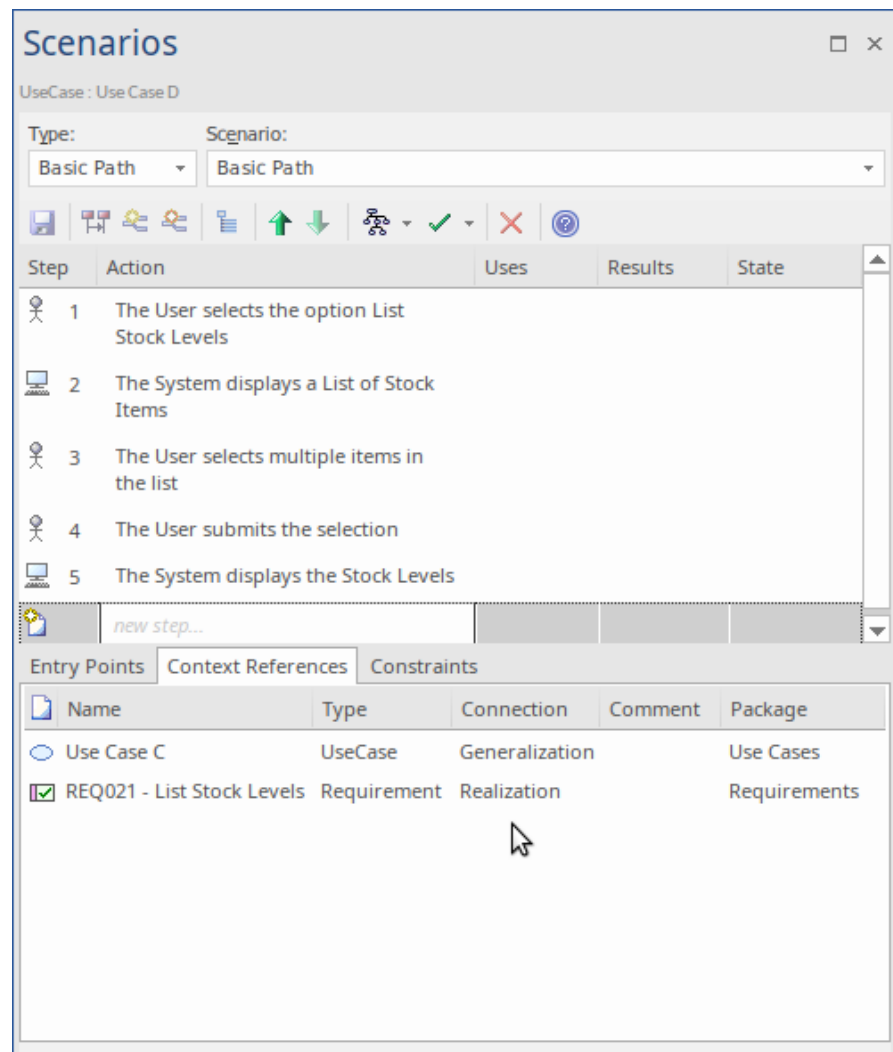 Scenarios
UseCase : Use Case D
Type: Scenario:
Basic Path Basic Path
Step Action Uses Results State
1 The User selects the option List
Stock Levels
2 The System displays a List of Stock
Items
3 The User selects multiple items in
the list
4 The User submits the selection
5 The System displays the Stock Levels
new step...
Entry Points Context References Constraints
Name Type Connection Comment Package
Use Case C UseCase Generalization Use Cases
REQ021 - List Stock Levels Requirement Realization Requirements